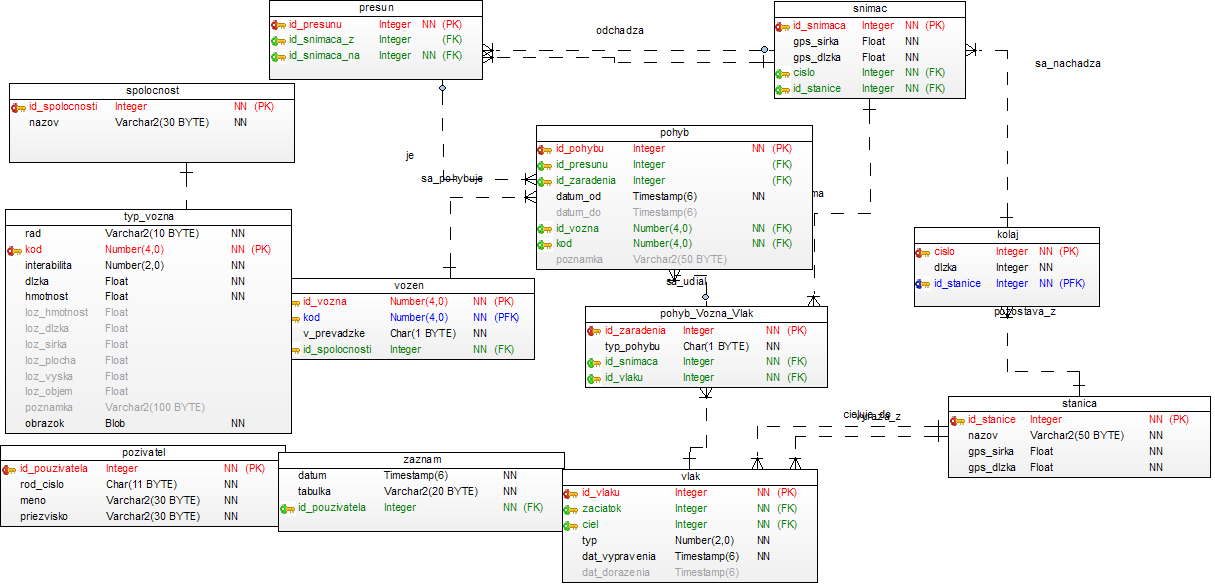 presun
id_presunu Integer NN (PK)
id_snimaca_z Integer (FK)
id_snimaca_na Integer NN (FK)
odchadza
snimac
id_snimaca Integer NN (PK)
gps_sirka Float NN
gps_dlzka Float NN
cislo Integer NN (FK)
id_stanice Integer NN (FK)
sa_nachadza
spolocnost
id_spolocnosti Integer NN (PK)
nazov Varchar2(30 BYTE) NN
je
sa_pohybuje
pohyb
id_pohybu Integer NN (PK)
id_presunu Integer (FK)
id_zaradenia Integer (FK)
datum_od Timestamp(6) NN
datum_do Timestamp(6)
id_vozna Number(4,0) NN (FK)
kod Number(4,0) NN (FK)
poznamka Varchar2(50 BYTE)
ma
typ_vozna
rad Varchar2(10 BYTE) NN
kod Number(4,0) NN (PK)
interabilita Number(2,0) NN
dlzka Float NN
hmotnost Float NN
loz_hmotnost Float
loz_dlzka Float
loz_sirka Float
loz_plocha Float
loz_vyska Float
loz_objem Float
poznamka Varchar2(100 BYTE)
obrazok Blob NN
kolaj
cislo Integer NN (PK)
dlzka Integer NN
id_stanice Integer NN (PFK)
pozostava_z
vozen
id_vozna Number(4,0) NN (PK)
kod Number(4,0) NN (PFK)
v_prevadzke Char(1 BYTE) NN
id_spolocnosti Integer NN (FK)
sa_udial
pohyb_Vozna_Vlak
id_zaradenia Integer NN (PK)
typ_pohybu Char(1 BYTE) NN
id_snimaca Integer NN (FK)
id_vlaku Integer NN (FK)
cieluje_do
vyraza_z
stanica
id_stanice Integer NN (PK)
nazov Varchar2(50 BYTE) NN
gps_sirka Float NN
gps_dlzka Float NN
pozivatel
id_pouzivatela Integer NN (PK)
rod_cislo Char(11 BYTE) NN
meno Varchar2(30 BYTE) NN
priezvisko Varchar2(30 BYTE) NN
zaznam
datum Timestamp(6) NN
tabulka Varchar2(20 BYTE) NN
id_pouzivatela Integer NN (FK)
vlak
id_vlaku Integer NN (PK)
zaciatok Integer NN (FK)
ciel Integer NN (FK)
typ Number(2,0) NN
dat_vypravenia Timestamp(6) NN
dat_dorazenia Timestamp(6)